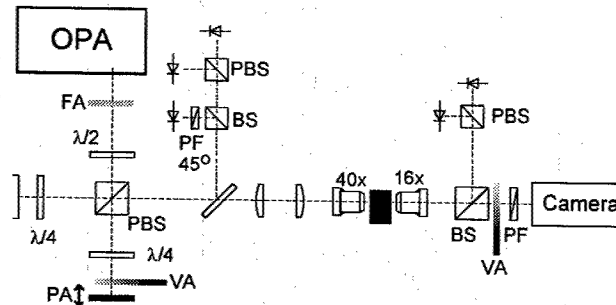 OPA
PBS
FA
BS
PBS
λ/2
PF
45°
40x
16x
Camera
PBS
λ/4
BS
PF
λ/4
VA
VA
PA